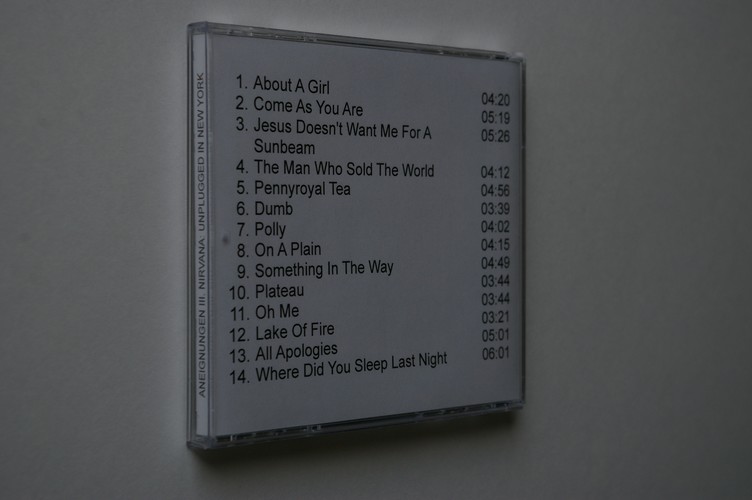 ANEIGNUNGEN III. NIRVANA: UNPLUGGED IN NEW YORK
1. About A Girl 04:20
2. Come As You Are 05:19
3. Jesus Doesn't Want Me For A 05:26
Sunbeam
4. The Man Who Sold The World 04:12
5. Pennyroyal Tea 04:56
6. Dumb 03:39
7. Polly 04:02
8. On A Plain 04:15
9. Something In The Way 04:49
10. Plateau 03:44
11. Oh Me 03:44
12. Lake Of Fire 03:21
13. All Apologies 05:01
14. Where Did You Sleep Last Night 06:01